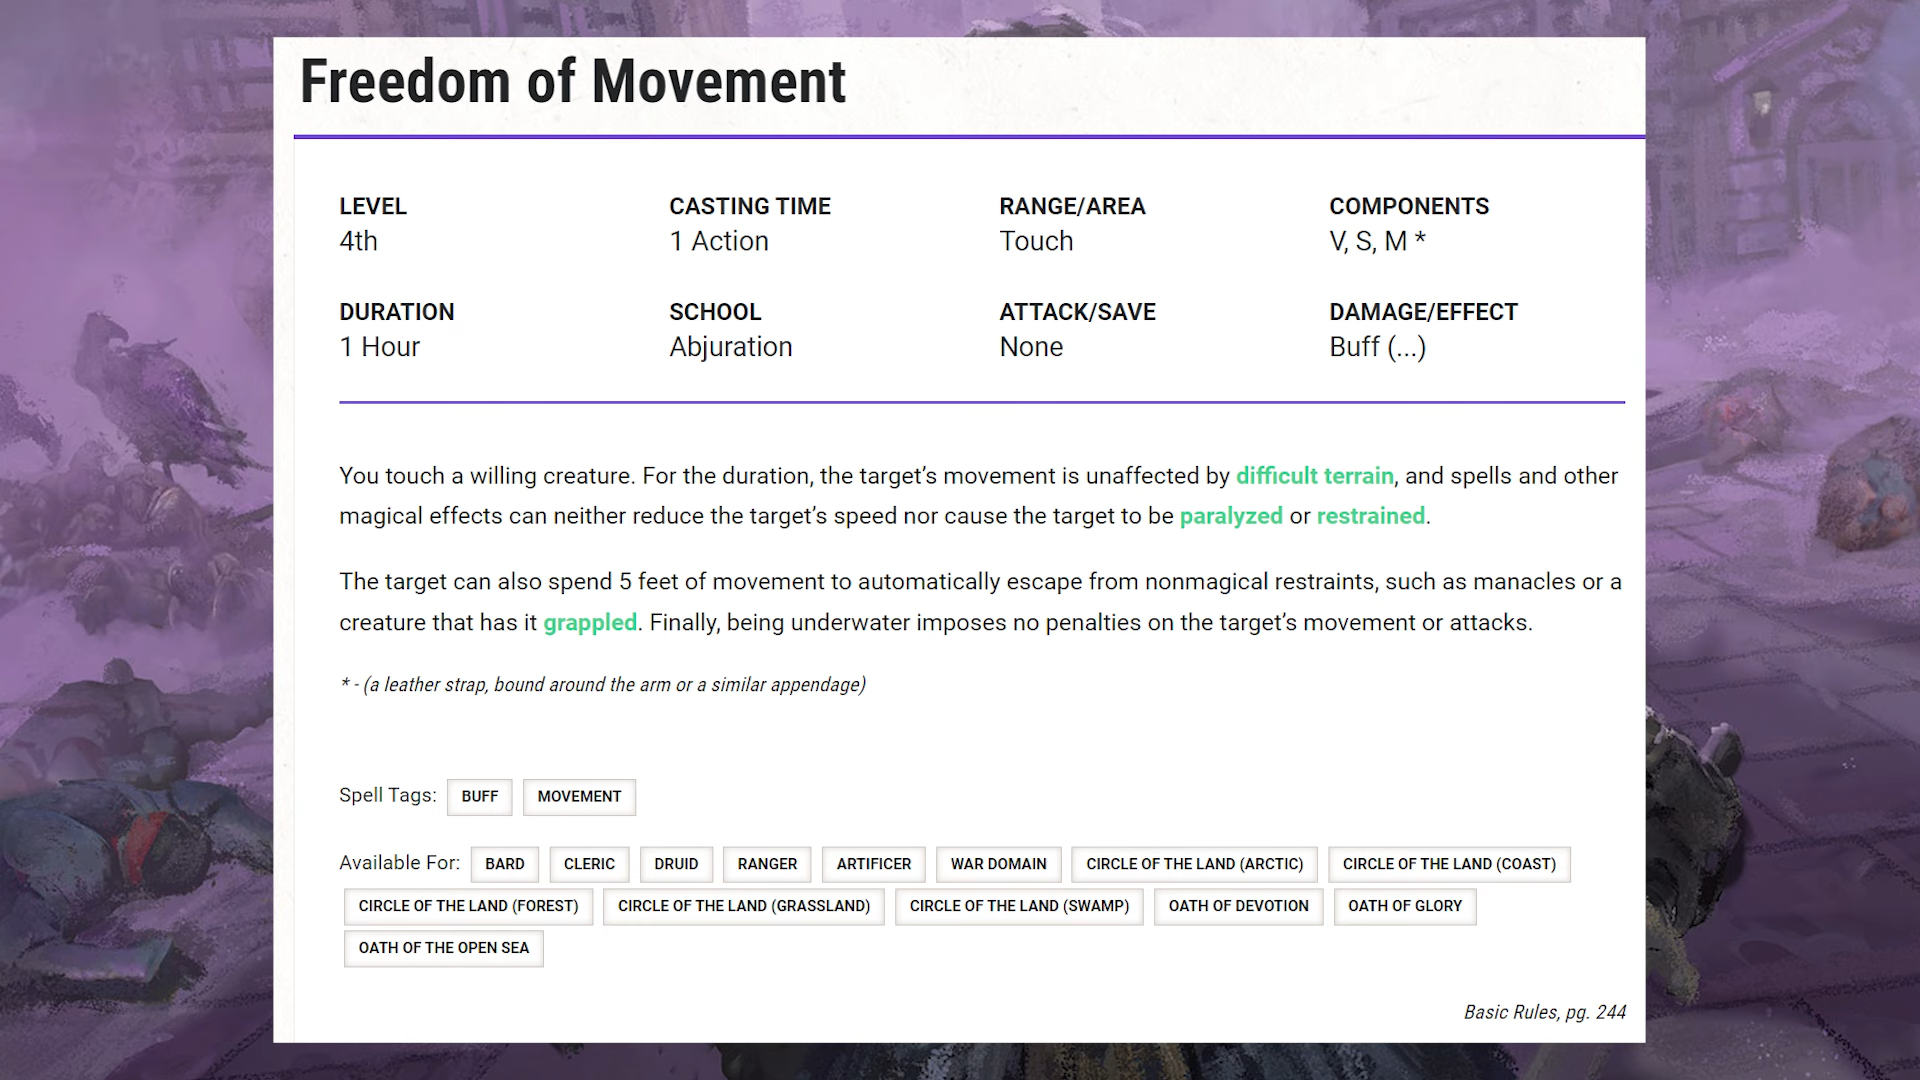 Freedom of Movement
LEVEL CASTING TIME RANGE/AREA COMPONENTS
4th 1 Action Touch V, S, M *
DURATION SCHOOL ATTACK/SAVE DAMAGE/EFFECT
1 Hour Abjuration None Buff (...)
You touch a willing creature. For the duration, the target’s movement is unaffected by difficult terrain, and spells and other
magical effects can neither reduce the target’s speed nor cause the target to be paralyzed or restrained.
The target can also spend 5 feet of movement to automatically escape from nonmagical restraints, such as manacles or a
creature that has it grappled. Finally, being underwater imposes no penalties on the target’s movement or attacks.
* - (a leather strap, bound around the arm or a similar appendage)
Spell Tags: BUFF MOVEMENT
Available For: BARD CLERIC DRUID RANGER ARTIFICER WAR DOMAIN CIRCLE OF THE LAND (ARCTIC) CIRCLE OF THE LAND (COAST)
CIRCLE OF THE LAND (FOREST) CIRCLE OF THE LAND (GRASSLAND) CIRCLE OF THE LAND (SWAMP) OATH OF DEVOTION OATH OF GLORY
OATH OF THE OPEN SEA
Basic Rules, pg. 244